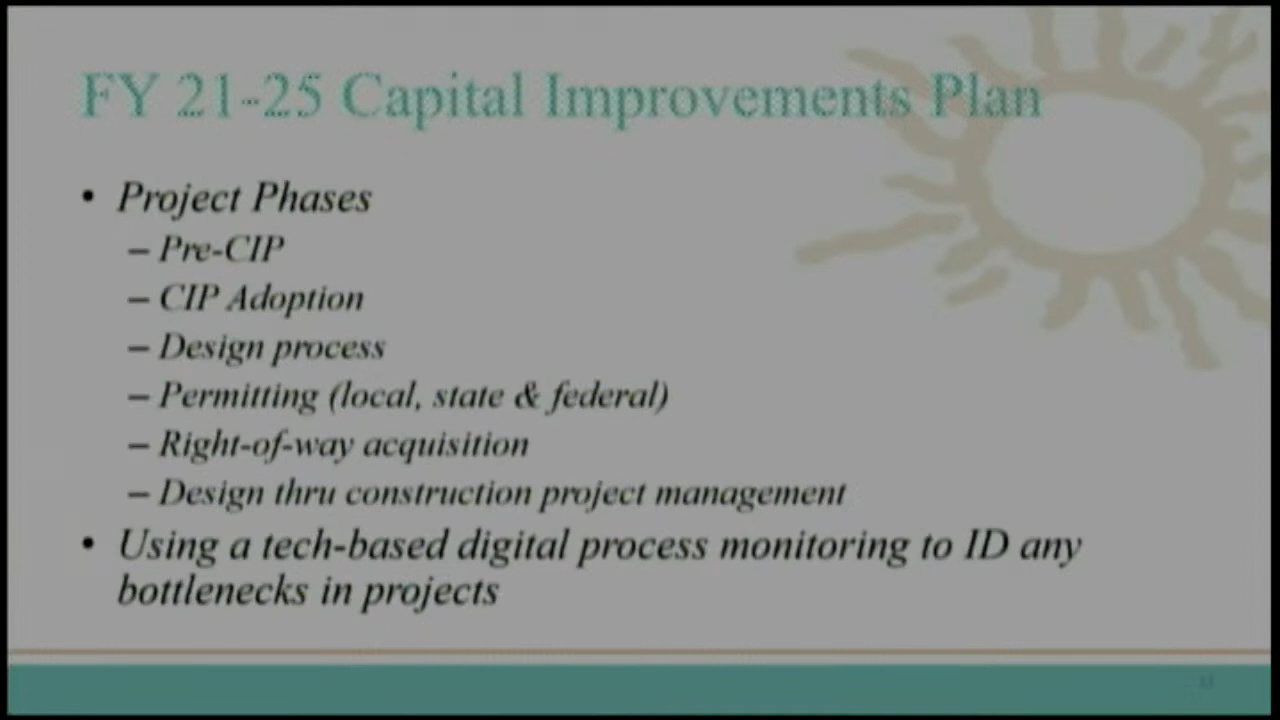 FY 21-25 Capital Improvements Plan
• Project Phases
– Pre-CIP
– CIP Adoption
– Design process
– Permitting (local, state & federal)
– Right-of-way acquisition
– Design thru construction project management
• Using a tech-based digital process monitoring to ID any
bottlenecks in projects